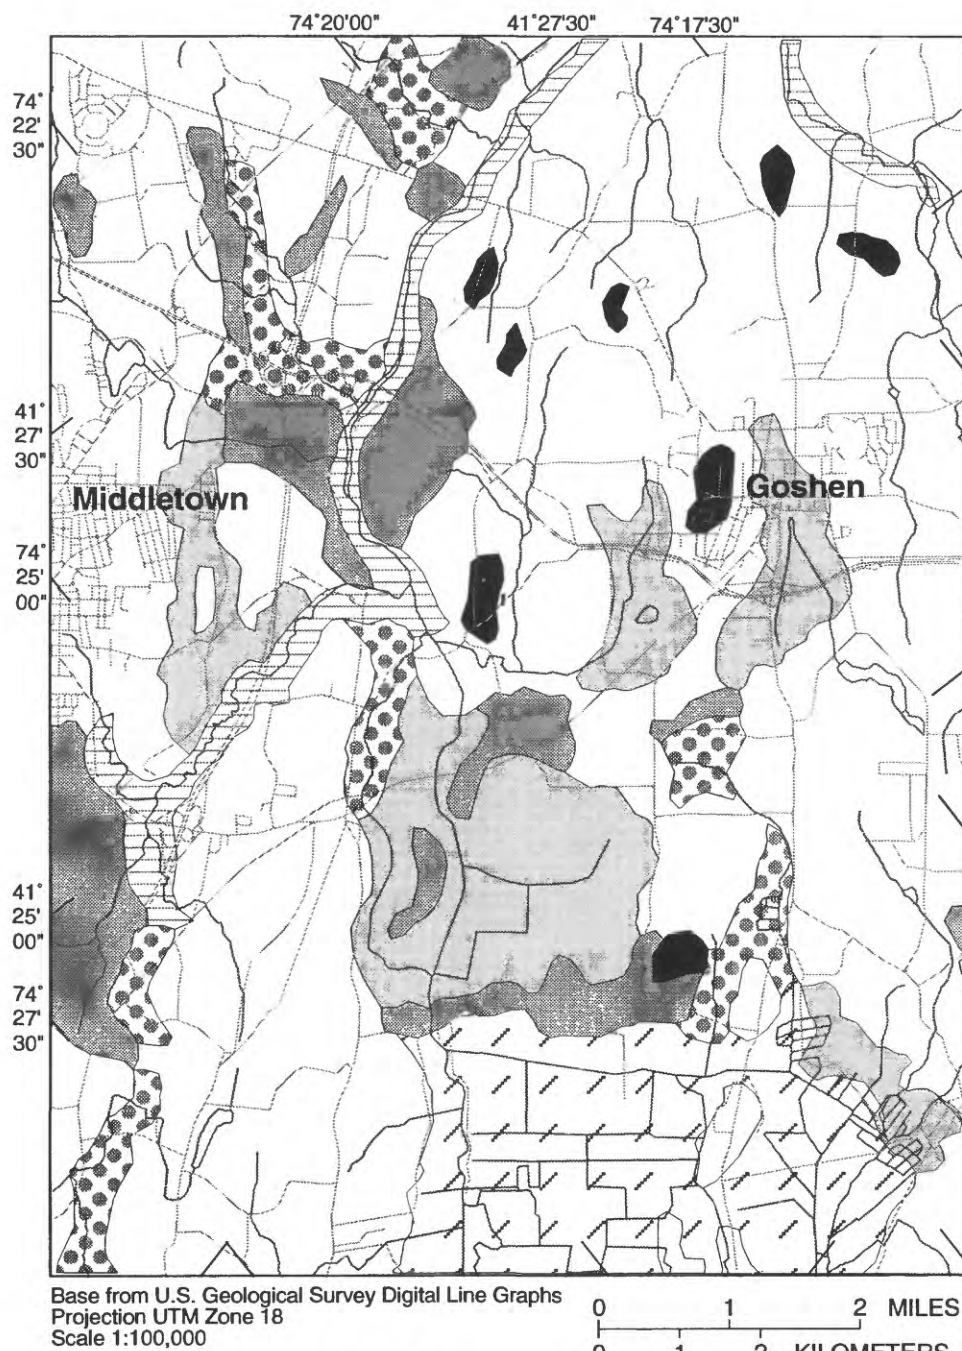 74°20'00" 41°27'30" 74°17'30"
74°
22'
30"
41°
27'
30"
Middletown
Goshen
74°
25'
00"
41°
25'
00"
74°
27'
30"
Base from U.S. Geological Survey Digital Line Graphs
Projection UTM Zone 18
Scale 1:100,000
0 1 2 MILES
0 1 2 KILOMETERS